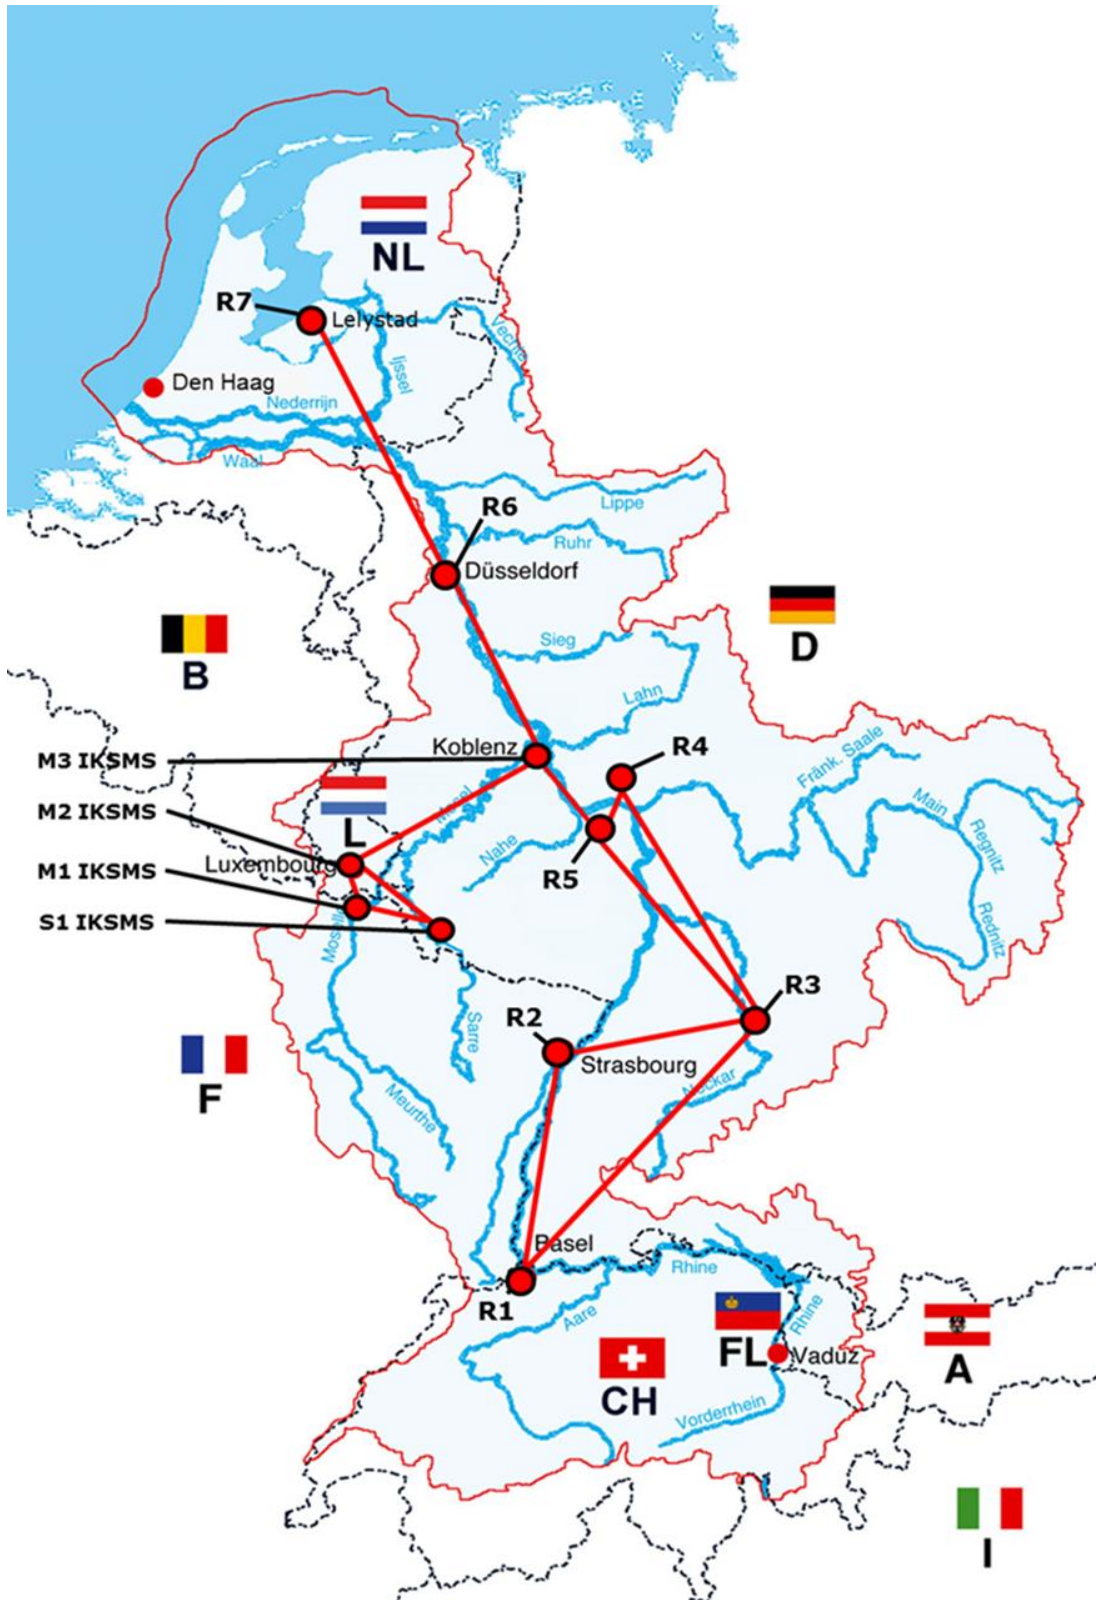 NL
R7
Lelystad
Vechte
Ijssel
Den Haag
Nederrijn
Waal
Lippe
R6
Ruhr
Düsseldorf
D
B
Sieg
Lahn
Koblenz
R4
M3 IKSMS
Fränk. Saale
Mosel
Main
M2 IKSMS
L
Regnitz
Nahe
Luxembourg
R5
M1 IKSMS
S1 IKSMS
Moselle
Rednitz
R3
R2
Sarre
Strasbourg
F
Neckar
Meurthe
Basel
Rhine
R1
Aare
Rhine
FL
Vaduz
A
CH
Vorderrhein
I